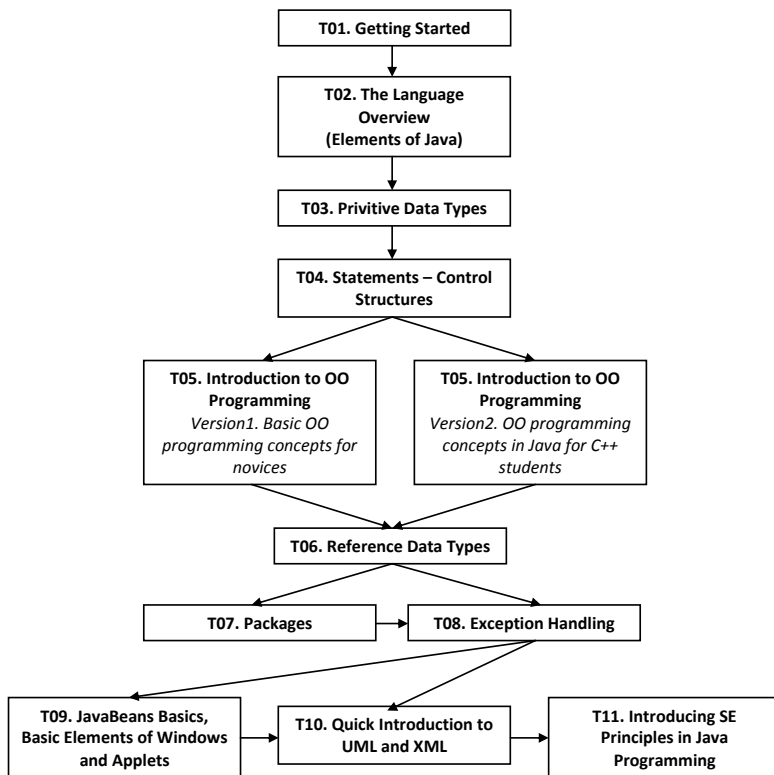 T01. Getting Started
T02. The Language
Overview
(Elements of Java)
T03. Privitive Data Types
T04. Statements – Control
Structures
T05. Introduction to OO
Programming
Version1. Basic OO
programming concepts for
novices
T05. Introduction to OO
Programming
Version2. OO programming
concepts in Java for C++
students
T06. Reference Data Types
T07. Packages
T08. Exception Handling
T09. JavaBeans Basics,
Basic Elements of Windows
and Applets
T10. Quick Introduction to
UML and XML
T11. Introducing SE
Principles in Java
Programming